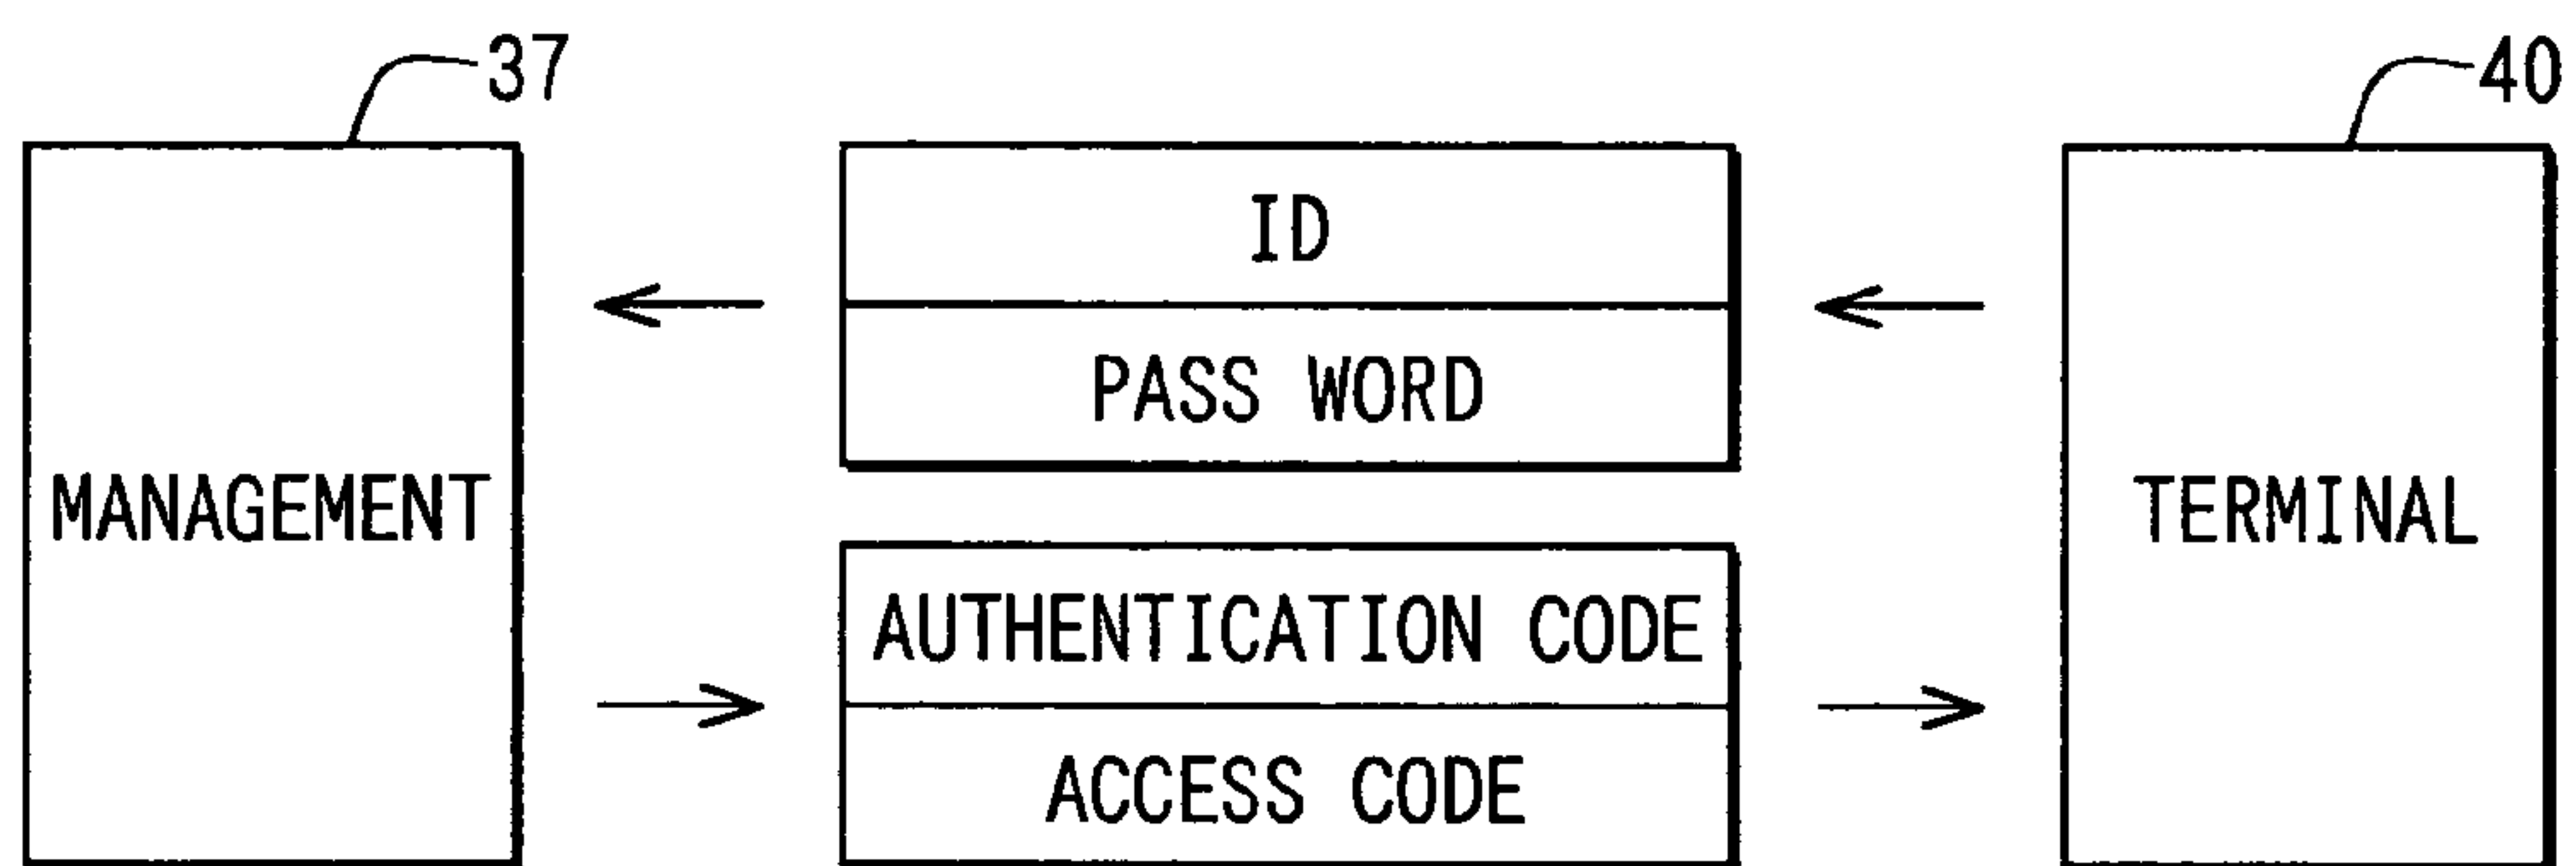 37
40
ID
PASS WORD
MANAGEMENT
TERMINAL
AUTHENTICATION CODE
ACCESS CODE